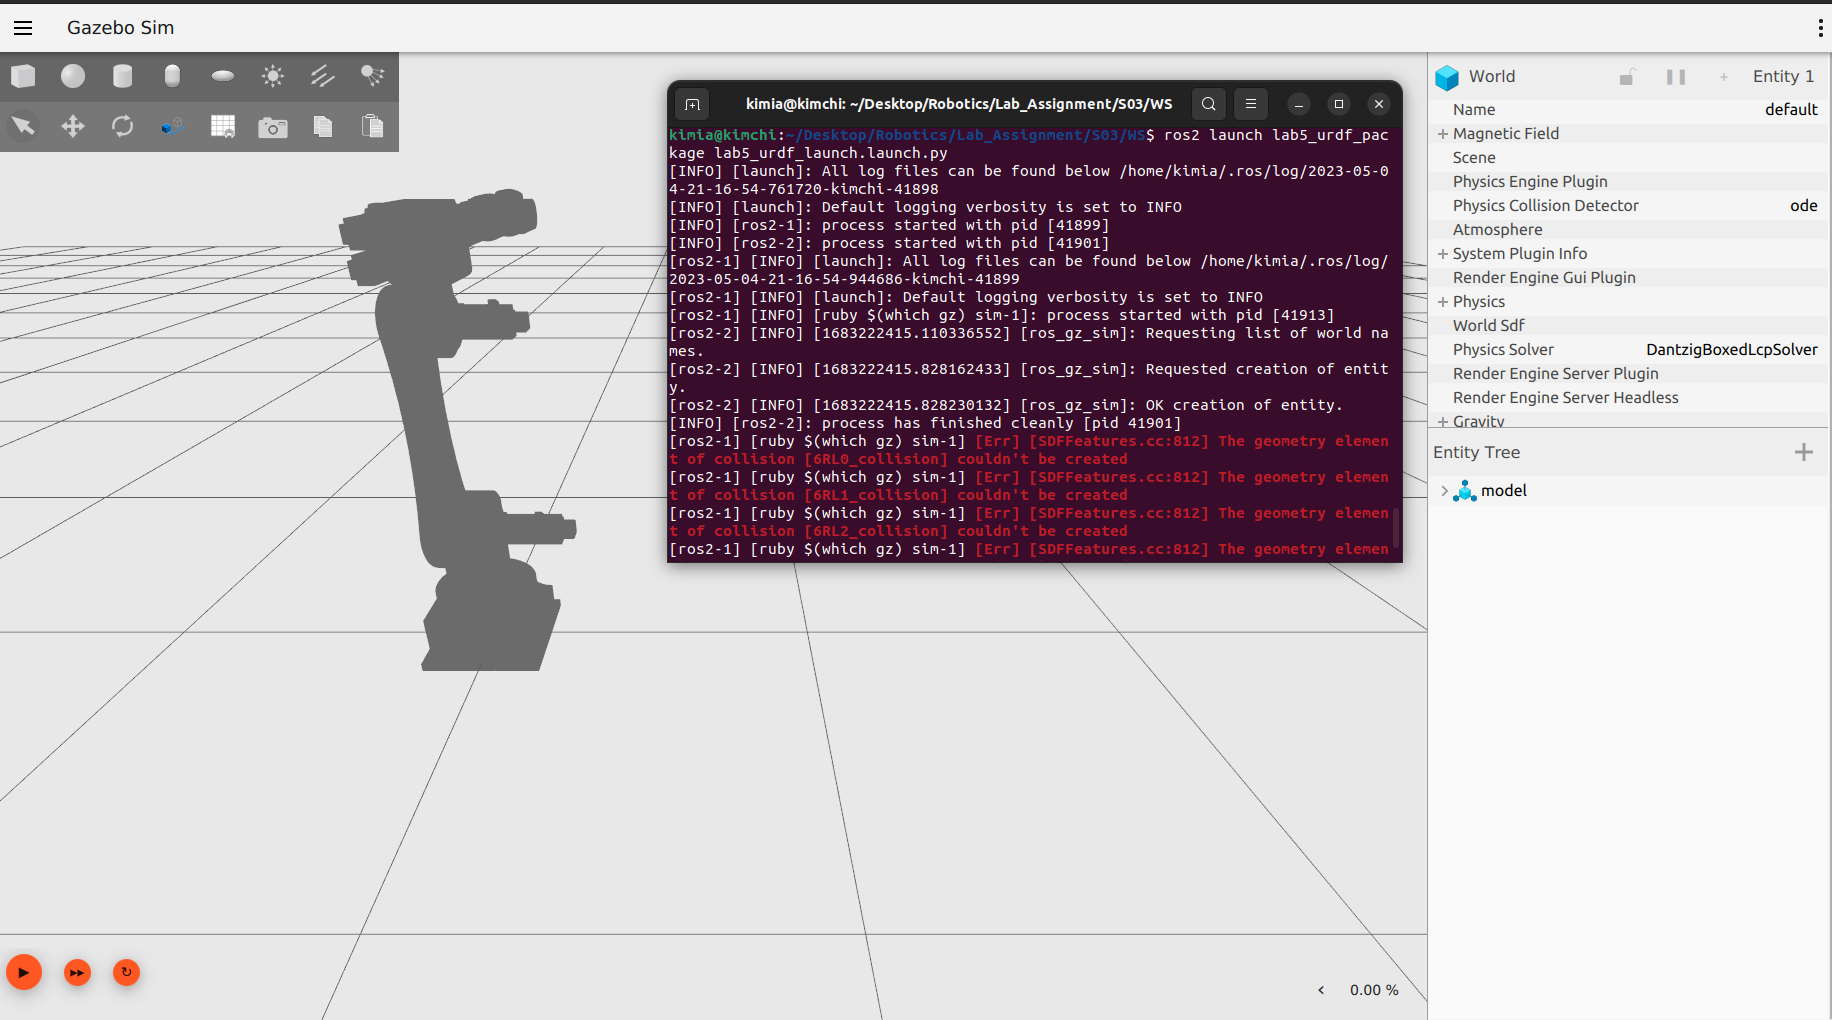 Gazebo Sim
kimia@kimchi: ~/Desktop/Robotics/Lab_Assignment/S03/WS
kimia@kimchi:~/Desktop/Robotics/Lab_Assignment/S03/WS$ ros2 launch lab5_urdf_pac
kage lab5_urdf_launch.launch.py
[INFO] [launch]: All log files can be found below /home/kimia/.ros/log/2023-05-0
4-21-16-54-761720-kimchi-41898
[INFO] [launch]: Default logging verbosity is set to INFO
[INFO] [ros2-1]: process started with pid [41899]
[INFO] [ros2-2]: process started with pid [41901]
[ros2-1] [INFO] [launch]: All log files can be found below /home/kimia/.ros/log/
2023-05-04-21-16-54-944686-kimchi-41899
[ros2-1] [INFO] [launch]: Default logging verbosity is set to INFO
[ros2-1] [INFO] [ruby $(which gz) sim-1]: process started with pid [41913]
[ros2-2] [INFO] [1683222415.110336552] [ros_gz_sim]: Requesting list of world na
mes.
[ros2-2] [INFO] [1683222415.828162433] [ros_gz_sim]: Requested creation of entit
y.
[ros2-2] [INFO] [1683222415.828230132] [ros_gz_sim]: OK creation of entity.
[INFO] [ros2-2]: process has finished cleanly [pid 41901]
[ros2-1] [ruby $(which gz) sim-1] [Err] [SDFFeatures.cc:812] The geometry elemen
t of collision [6RL0_collision] couldn't be created
[ros2-1] [ruby $(which gz) sim-1] [Err] [SDFFeatures.cc:812] The geometry elemen
t of collision [6RL1_collision] couldn't be created
[ros2-1] [ruby $(which gz) sim-1] [Err] [SDFFeatures.cc:812] The geometry elemen
t of collision [6RL2_collision] couldn't be created
[ros2-1] [ruby $(which gz) sim-1] [Err] [SDFFeatures.cc:812] The geometry elemen
World + Entity 1
Name default
+ Magnetic Field
Scene
Physics Engine Plugin
Physics Collision Detector ode
Atmosphere
+ System Plugin Info
Render Engine Gui Plugin
+ Physics
World Sdf
Physics Solver DantzigBoxedLcpSolver
Render Engine Server Plugin
Render Engine Server Headless
+ Gravity
Entity Tree +
model
0.00 %